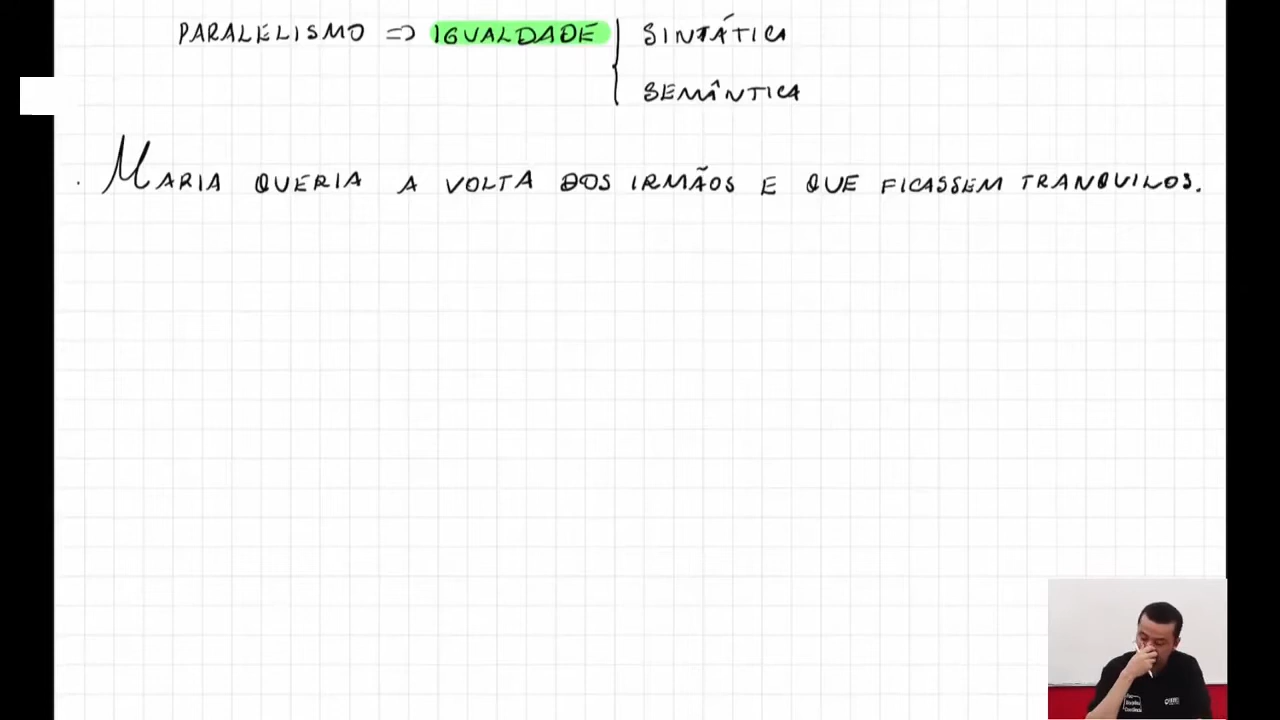 PARALELISMO => IGUALDADE SINTÁTICA
SEMÂNTICA
. MARIA QUERIA A VOLTA DOS IRMÃOS E QUE FICASSEM TRANQUILOS.